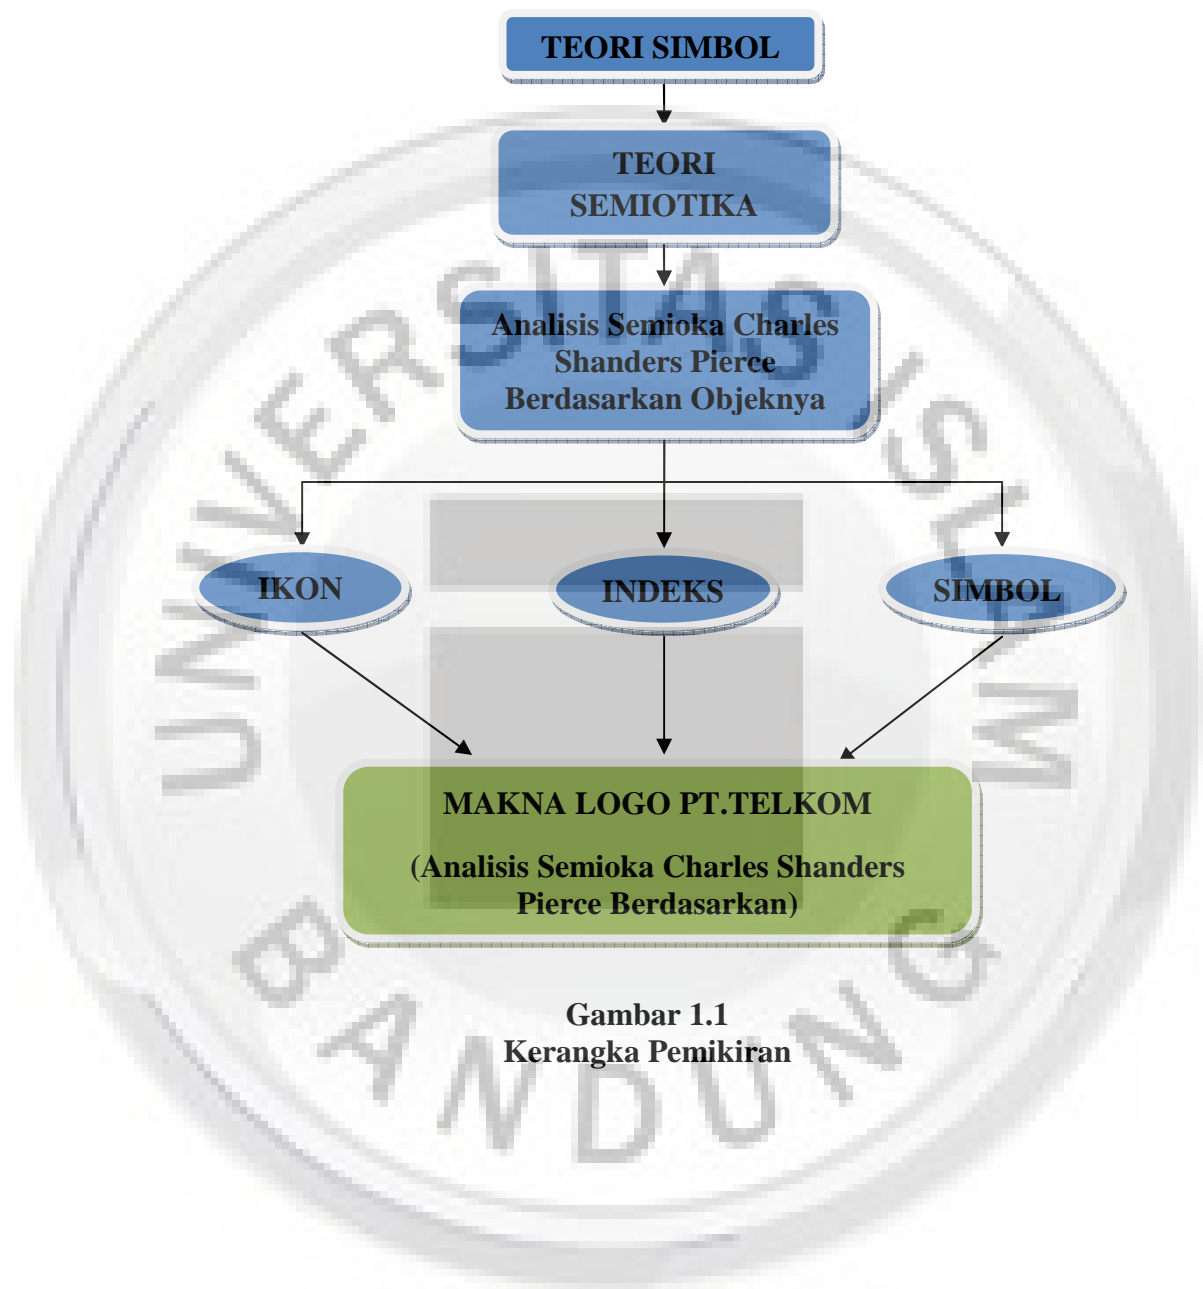 TEORI SIMBOL
TEORI
SEMIOTIKA
Analisis Semioka Charles
Shanders Pierce
Berdasarkan Objeknya
IKON
INDEKS
SIMBOL
MAKNA LOGO PT.TELKOM
(Analisis Semioka Charles Shanders
Pierce Berdasarkan)
Gambar 1.1
Kerangka Pemikiran
UNIVERSITAS ISLAM
BANDUNG